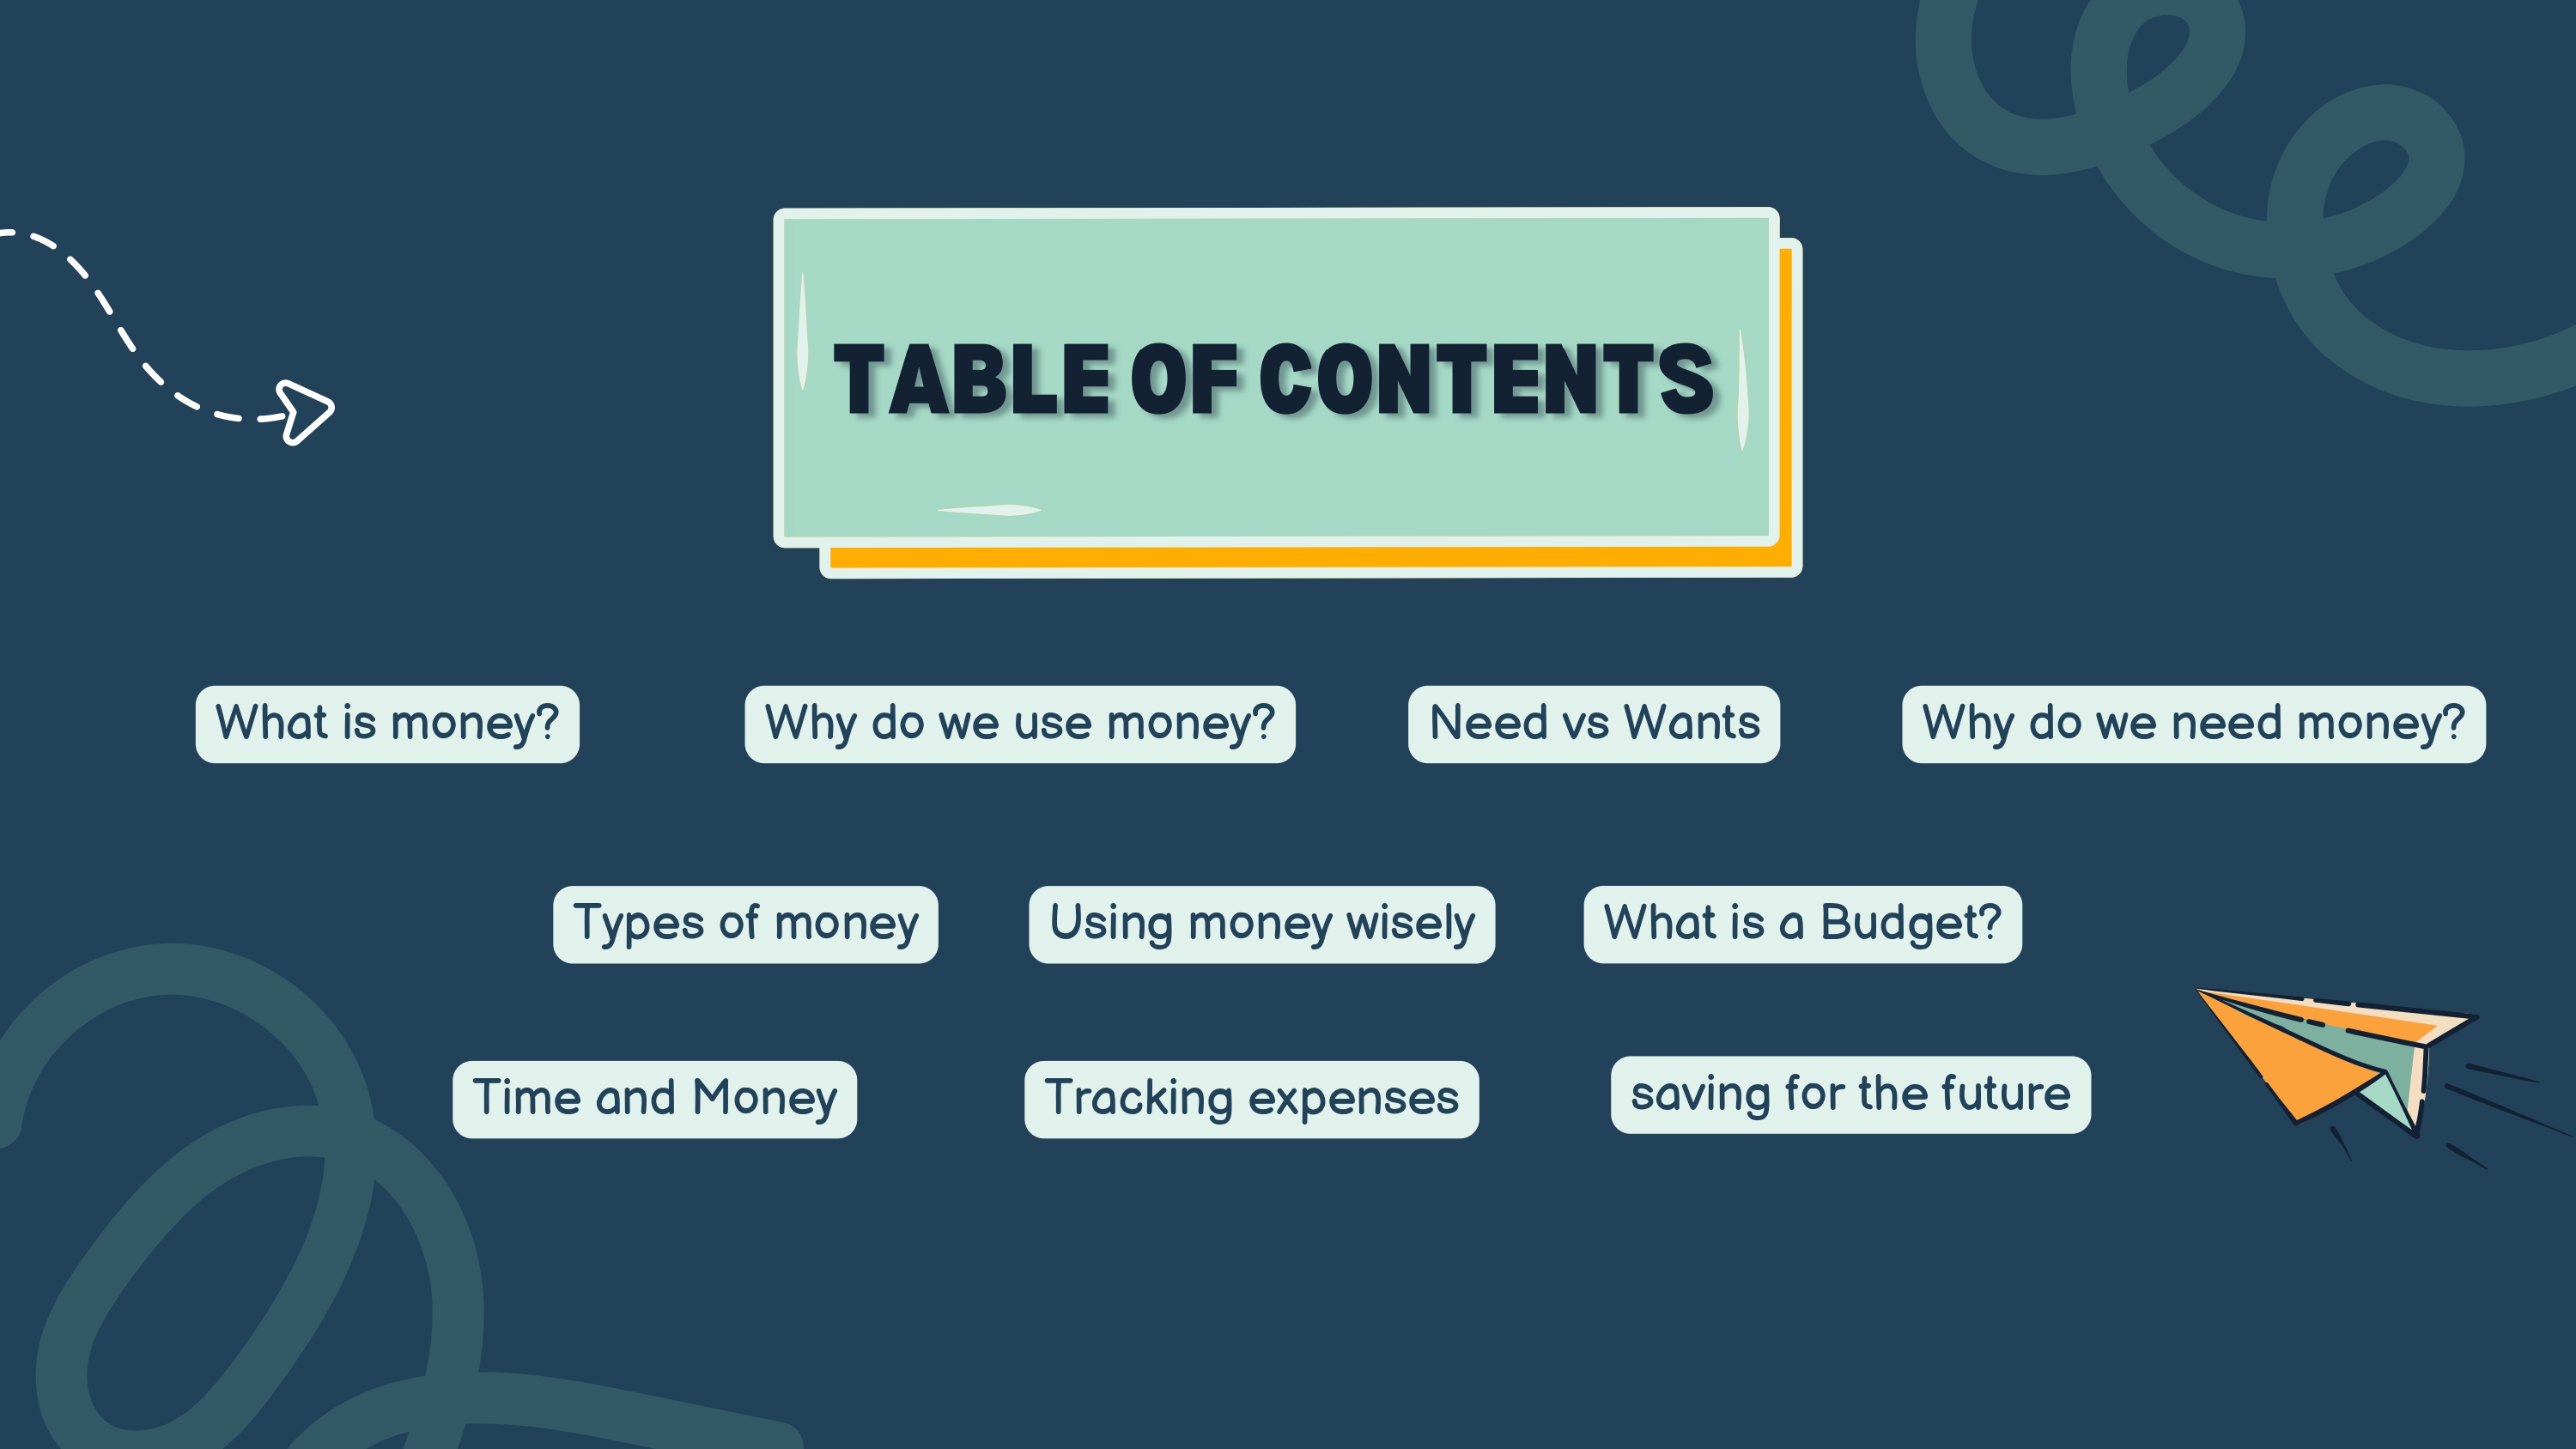 TABLE OF CONTENTS
What is money?
Why do we use money?
Need vs Wants
Why do we need money?
Types of money
Using money wisely
What is a Budget?
Time and Money
Tracking expenses
saving for the future